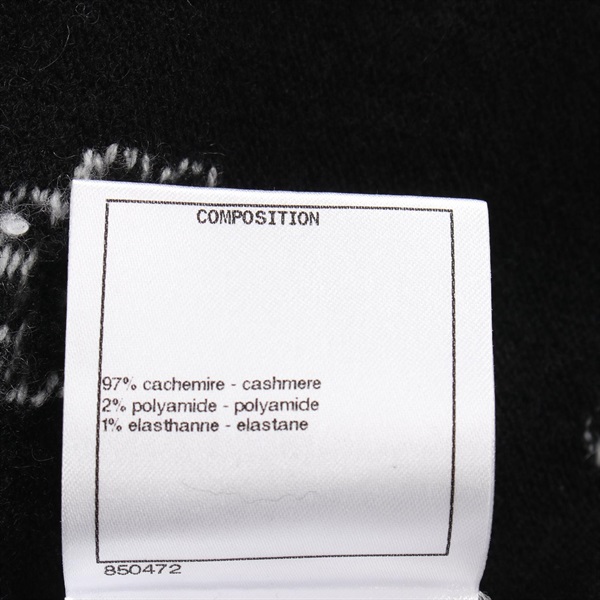 COMPOSITION
97% cachemire - cashmere
2% polyamide - polyamide
1% elasthanne - elastane
850472